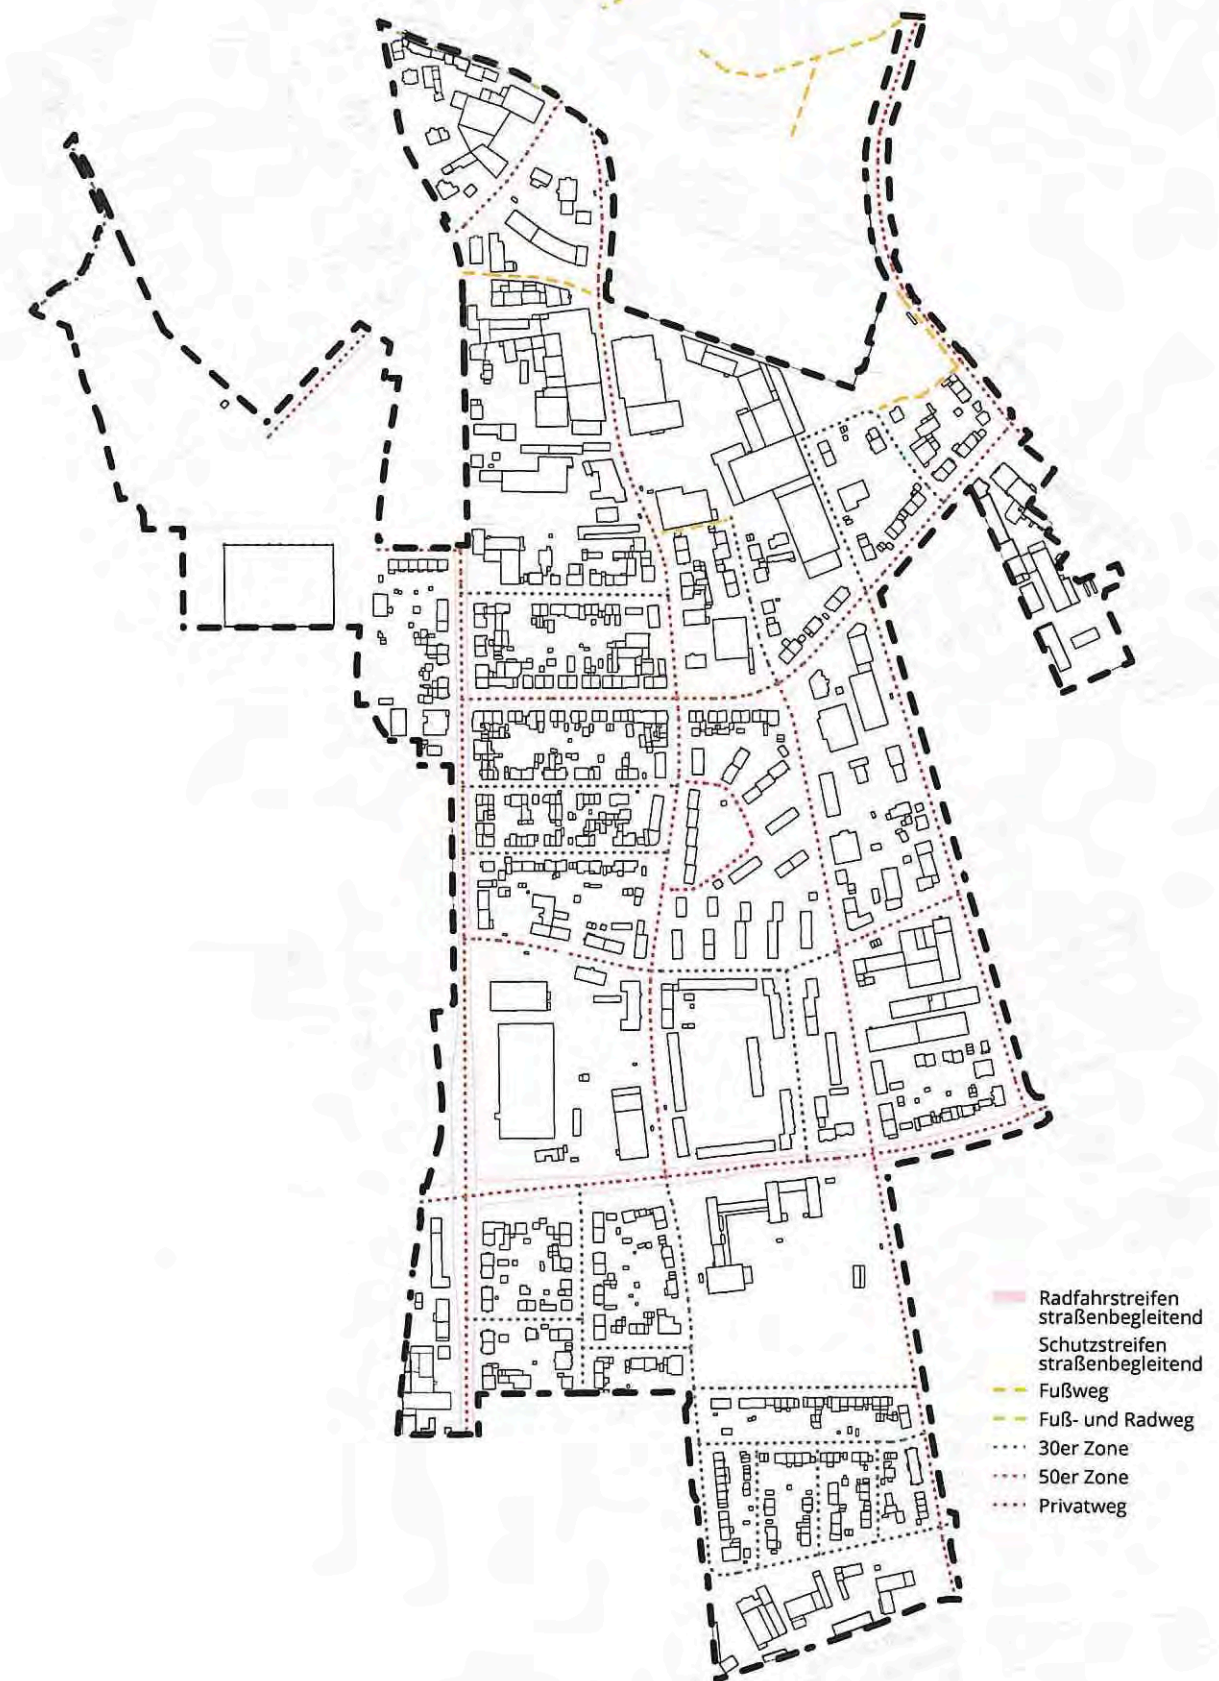 Radfahrstreifen
straßenbegleitend
Schutzstreifen
straßenbegleitend
Fußweg
Fuß- und Radweg
30er Zone
50er Zone
Privatweg